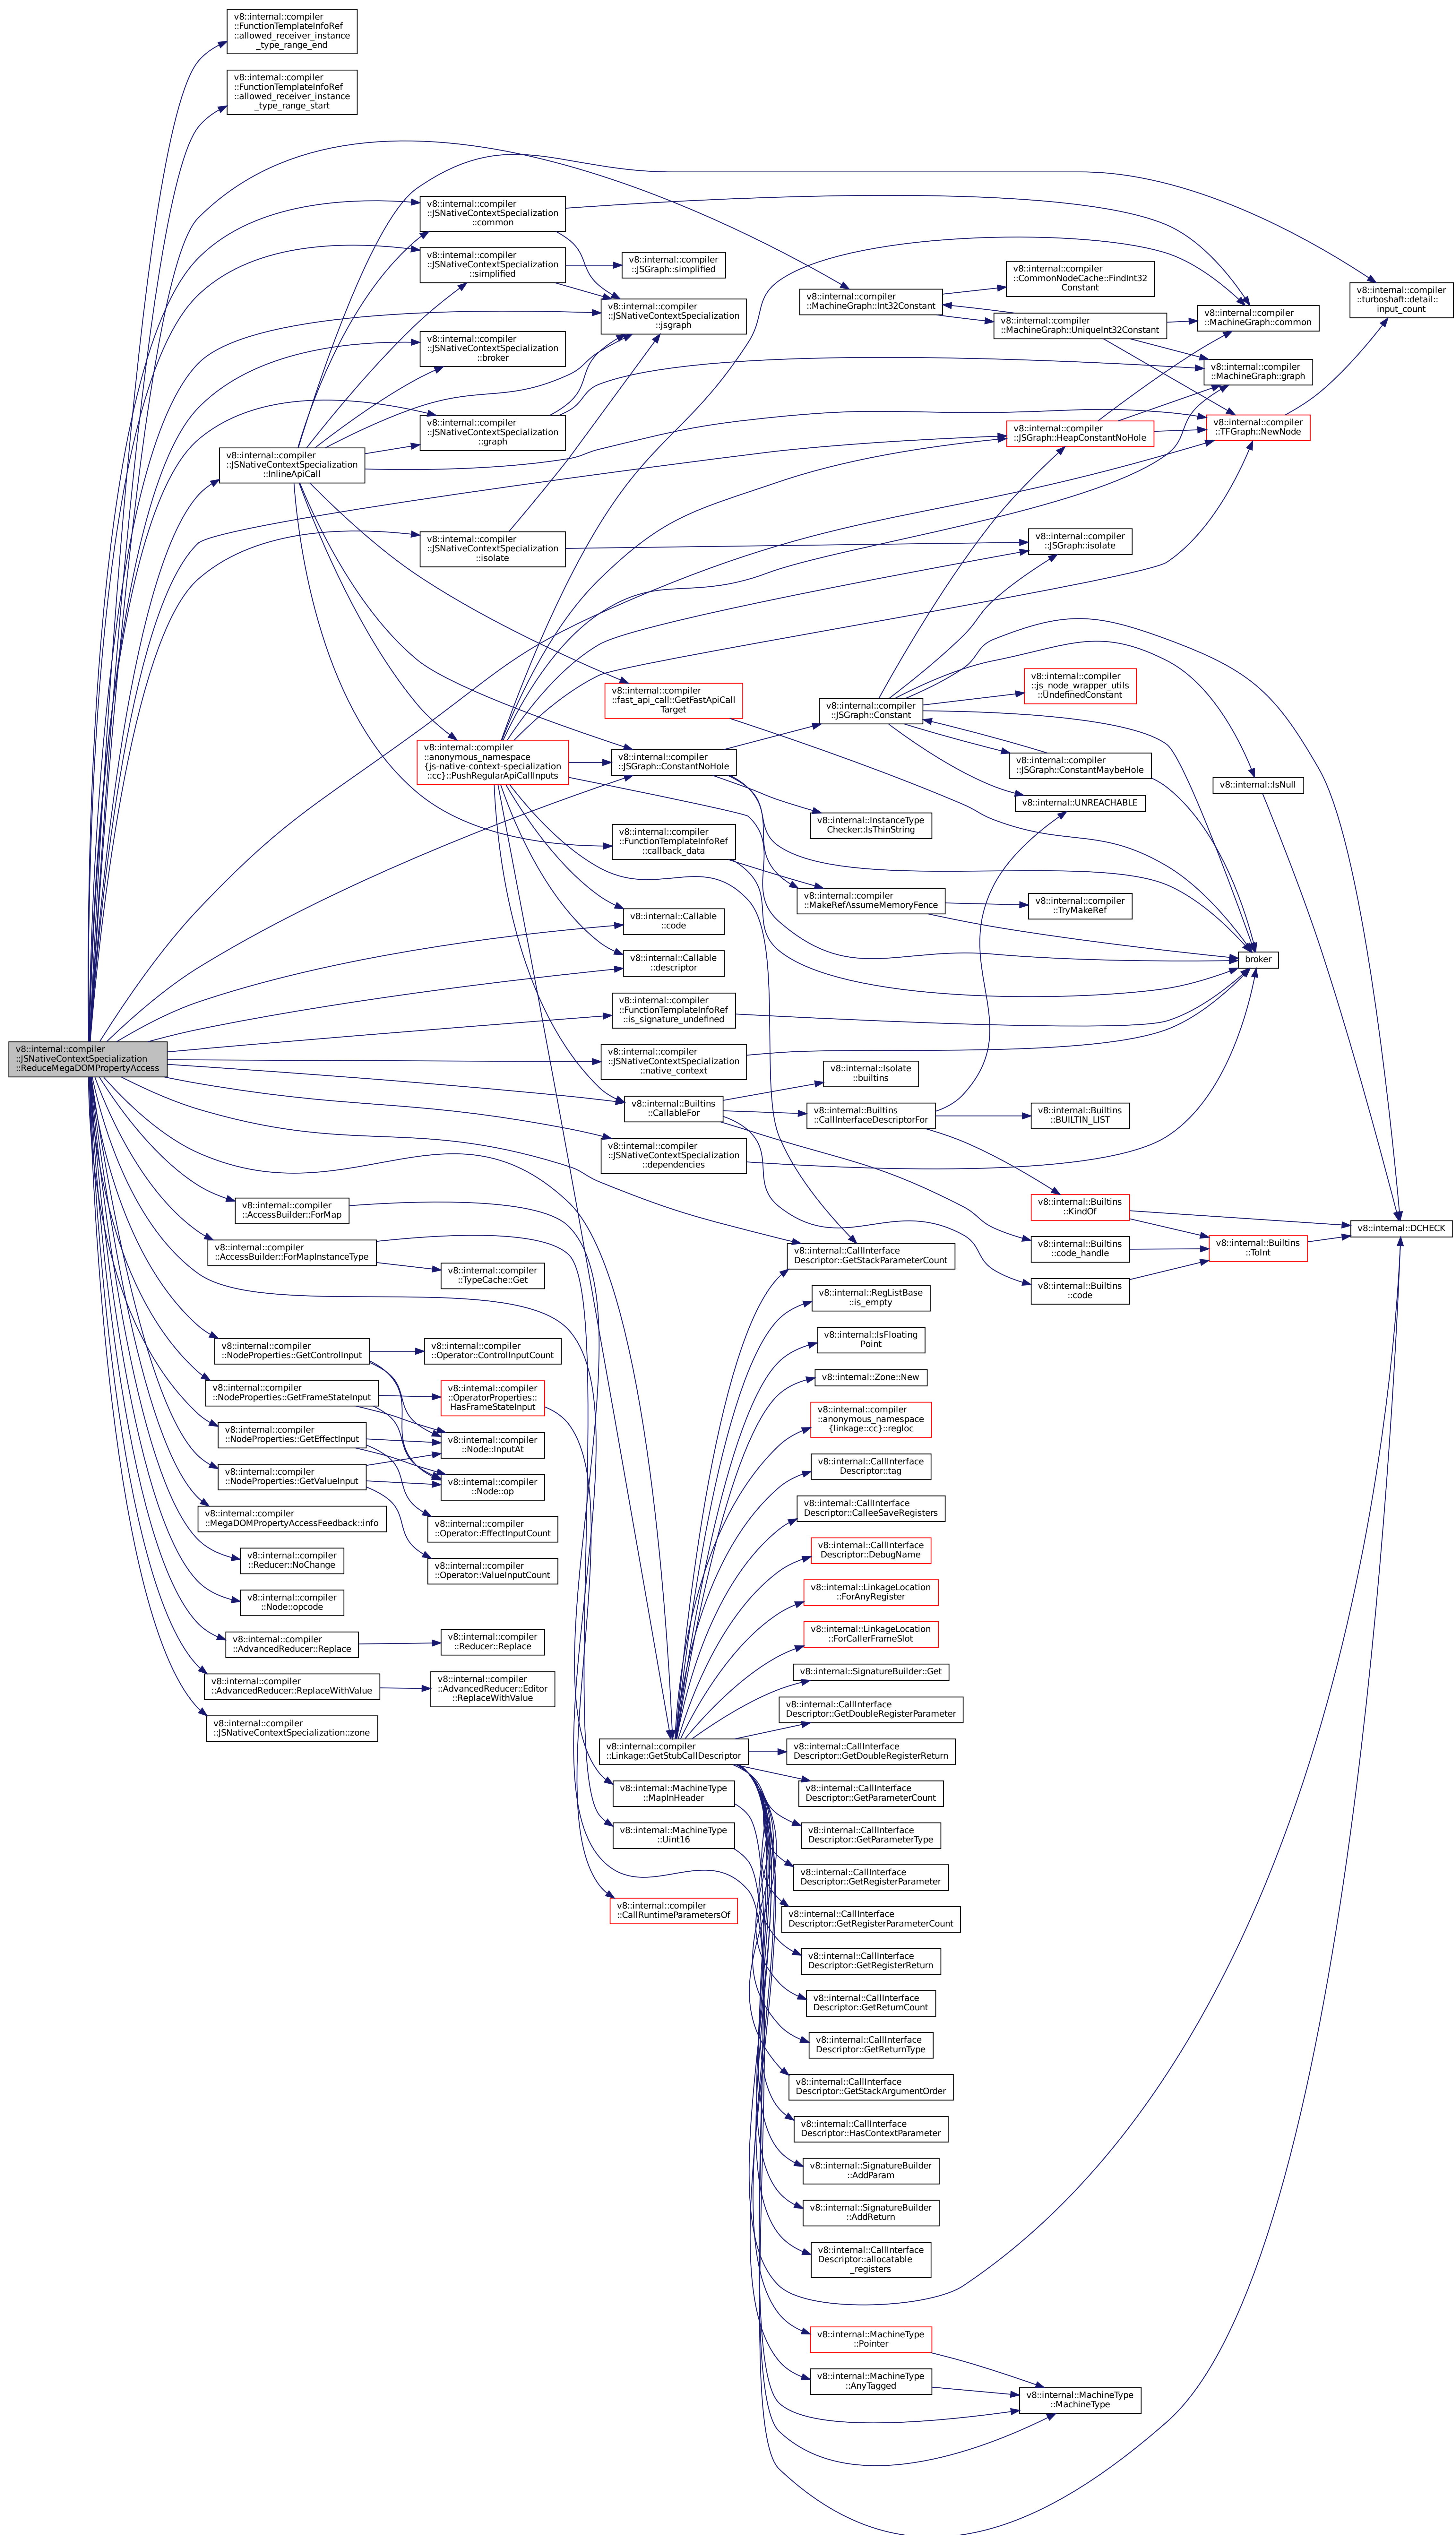 v8::internal::compiler
::FunctionTemplateInfoRef
::allowed_receiver_instance
_type_range_end
v8::internal::compiler
::FunctionTemplateInfoRef
::allowed_receiver_instance
_type_range_start
v8::internal::compiler
::JSNativeContextSpecialization
::common
v8::internal::compiler
::JSNativeContextSpecialization
::simplified
v8::internal::compiler
::JSGraph::simplified
v8::internal::compiler
::JSNativeContextSpecialization
::jsgraph
v8::internal::compiler
::MachineGraph::Int32Constant
v8::internal::compiler
::CommonNodeCache::FindInt32
Constant
v8::internal::compiler
::MachineGraph::UniqueInt32Constant
v8::internal::compiler
::MachineGraph::common
v8::internal::compiler
::turboshaft::detail::
input_count
v8::internal::compiler
::JSNativeContextSpecialization
::broker
v8::internal::compiler
::MachineGraph::graph
v8::internal::compiler
::JSNativeContextSpecialization
::graph
v8::internal::compiler
::JSGraph::HeapConstantNoHole
v8::internal::compiler
::TFGraph::NewNode
v8::internal::compiler
::JSNativeContextSpecialization
::InlineApiCall
v8::internal::compiler
::JSNativeContextSpecialization
::isolate
v8::internal::compiler
::JSGraph::isolate
v8::internal::compiler
::fast_api_call::GetFastApiCall
Target
v8::internal::compiler
::JSGraph::Constant
v8::internal::compiler
::js_node_wrapper_utils
::UndefinedConstant
v8::internal::compiler
::anonymous_namespace
{js-native-context-specialization
::cc}::PushRegularApiCallInputs
v8::internal::compiler
::JSGraph::ConstantNoHole
v8::internal::compiler
::JSGraph::ConstantMaybeHole
v8::internal::IsNull
v8::internal::UNREACHABLE
v8::internal::InstanceType
Checker::IsThinString
v8::internal::compiler
::FunctionTemplateInfoRef
::callback_data
v8::internal::compiler
::MakeRefAssumeMemoryFence
v8::internal::compiler
::TryMakeRef
v8::internal::Callable
::code
v8::internal::Callable
::descriptor
broker
v8::internal::compiler
::FunctionTemplateInfoRef
::is_signature_undefined
v8::internal::compiler
::JSNativeContextSpecialization
::ReduceMegaDOMPropertyAccess
v8::internal::compiler
::JSNativeContextSpecialization
::native_context
v8::internal::Isolate
::builtins
v8::internal::Builtins
::CallableFor
v8::internal::Builtins
::CallInterfaceDescriptorFor
v8::internal::Builtins
::BUILTIN_LIST
v8::internal::compiler
::JSNativeContextSpecialization
::dependencies
v8::internal::compiler
::AccessBuilder::ForMap
v8::internal::Builtins
::KindOf
v8::internal::DCHECK
v8::internal::compiler
::AccessBuilder::ForMapInstanceType
v8::internal::CallInterface
Descriptor::GetStackParameterCount
v8::internal::Builtins
::code_handle
v8::internal::Builtins
::ToInt
v8::internal::compiler
::TypeCache::Get
v8::internal::Builtins
::code
v8::internal::RegListBase
::is_empty
v8::internal::compiler
::NodeProperties::GetControlInput
v8::internal::compiler
::Operator::ControlInputCount
v8::internal::IsFloating
Point
v8::internal::Zone::New
v8::internal::compiler
::NodeProperties::GetFrameStateInput
v8::internal::compiler
::OperatorProperties::
HasFrameStateInput
v8::internal::compiler
::anonymous_namespace
{linkage::cc}::regloc
v8::internal::compiler
::NodeProperties::GetEffectInput
v8::internal::compiler
::Node::InputAt
v8::internal::CallInterface
Descriptor::tag
v8::internal::compiler
::NodeProperties::GetValueInput
v8::internal::compiler
::Node::op
v8::internal::CallInterface
Descriptor::CalleeSaveRegisters
v8::internal::compiler
::MegaDOMPropertyAccessFeedback::info
v8::internal::compiler
::Operator::EffectInputCount
v8::internal::CallInterface
Descriptor::DebugName
v8::internal::compiler
::Reducer::NoChange
v8::internal::compiler
::Operator::ValueInputCount
v8::internal::LinkageLocation
::ForAnyRegister
v8::internal::compiler
::Node::opcode
v8::internal::LinkageLocation
::ForCallerFrameSlot
v8::internal::compiler
::AdvancedReducer::Replace
v8::internal::compiler
::Reducer::Replace
v8::internal::SignatureBuilder::Get
v8::internal::compiler
::AdvancedReducer::ReplaceWithValue
v8::internal::compiler
::AdvancedReducer::Editor
::ReplaceWithValue
v8::internal::CallInterface
Descriptor::GetDoubleRegisterParameter
v8::internal::compiler
::JSNativeContextSpecialization::zone
v8::internal::compiler
::Linkage::GetStubCallDescriptor
v8::internal::CallInterface
Descriptor::GetDoubleRegisterReturn
v8::internal::MachineType
::MapInHeader
v8::internal::CallInterface
Descriptor::GetParameterCount
v8::internal::MachineType
::Uint16
v8::internal::CallInterface
Descriptor::GetParameterType
v8::internal::CallInterface
Descriptor::GetRegisterParameter
v8::internal::compiler
::CallRuntimeParametersOf
v8::internal::CallInterface
Descriptor::GetRegisterParameterCount
v8::internal::CallInterface
Descriptor::GetRegisterReturn
v8::internal::CallInterface
Descriptor::GetReturnCount
v8::internal::CallInterface
Descriptor::GetReturnType
v8::internal::CallInterface
Descriptor::GetStackArgumentOrder
v8::internal::CallInterface
Descriptor::HasContextParameter
v8::internal::SignatureBuilder
::AddParam
v8::internal::SignatureBuilder
::AddReturn
v8::internal::CallInterface
Descriptor::allocatable
_registers
v8::internal::MachineType
::Pointer
v8::internal::MachineType
::AnyTagged
v8::internal::MachineType
::MachineType